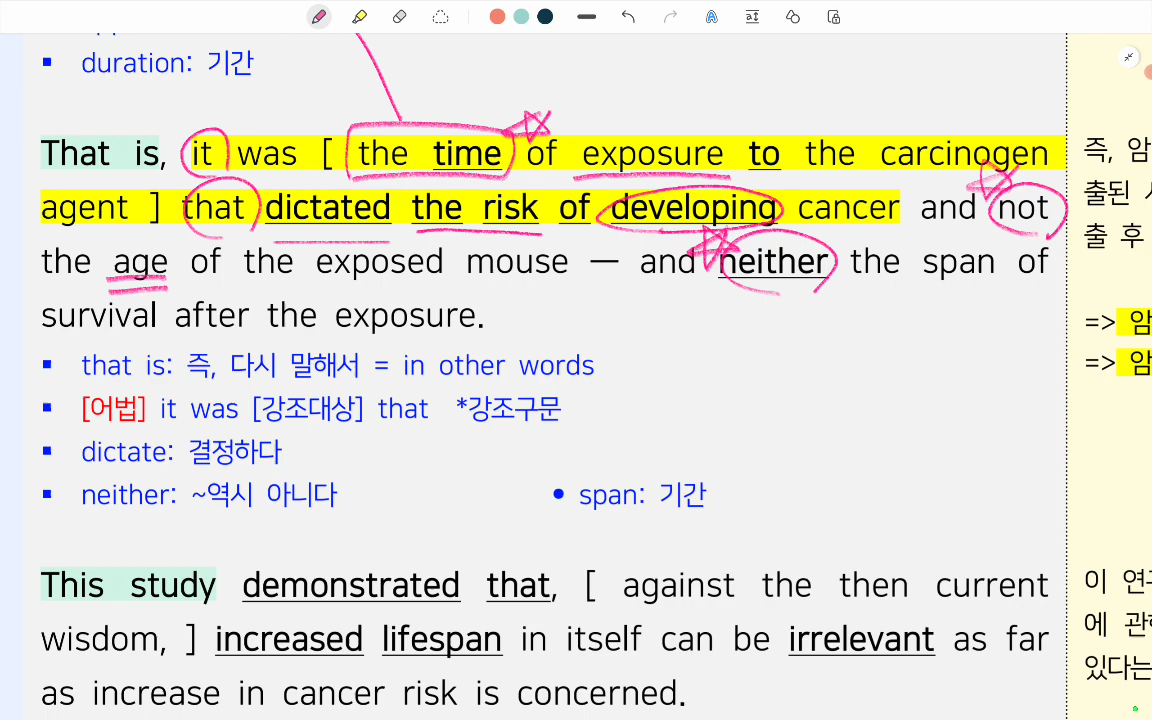 duration: 기간
That is, it was [ the time of exposure to the carcinogen
agent ] that dictated the risk of developing cancer and not
the age of the exposed mouse — and neither the span of
survival after the exposure.
that is: 즉, 다시 말해서 = in other words
[어법] it was [강조대상] that *강조구문
dictate: 결정하다
neither: ~역시 아니다
span: 기간
This study demonstrated that, [ against the then current
wisdom, ] increased lifespan in itself can be irrelevant as far
as increase in cancer risk is concerned.
즉, 암
출된
출 후
=> 암
=> 암
이
에
있다는